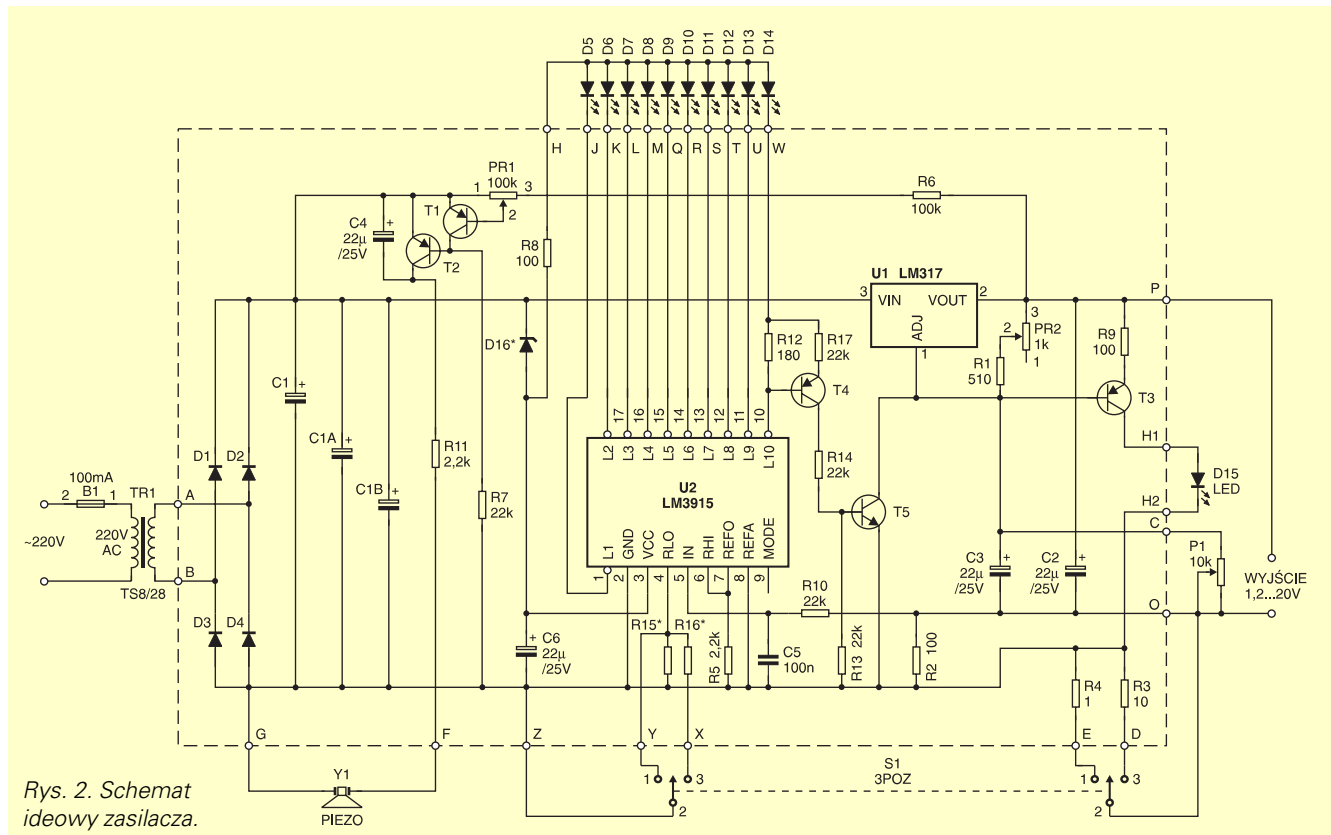 D5 D6 D7 D8 D9 D10 D11 D12 D13 D14
H J K L M Q R S T U W
PR1
100k
1 3
2
R6
100k
T1
C4
22µ
/25V
+
T2
R8
100
U1 LM317
3 VIN VOUT 2
ADJ
1
P
3
2 PR2
1k
1
R9
100
R1
510
D16*
R12
180
R17
22k
T4
T3
C1 +
C1A +
C1B +
R11
2,2k
R7
22k
17 16 15 14 13 12 11 10
L2 L3 L4 L5 L6 L7 L8 L9 L10
U2
LM3915
L1 GND VCC RLO IN RHI REFO REFA MODE
1 2 3 4 5 6 7 8 9
R14
22k
T5
H1
D15
LED
H2
C
P1
10k
O
WYJŚCIE
1,2...20V
100mA
2 B1 1
TR1
~220V
220V
AC
TS8/28
A
B
D1 D2
D3 D4
+
C6
22µ
/25V
R15* R16*
R5 2,2k
C5
100n
R10
22k
R13 22k
R2 100
C3
22µ
/25V
+
C2
22µ
/25V
+
R4
1
R3
10
G F Z Y X E D
1 3
2
S1
3POZ
1 3
2
Y1
PIEZO
Rys. 2. Schemat
ideowy zasilacza.